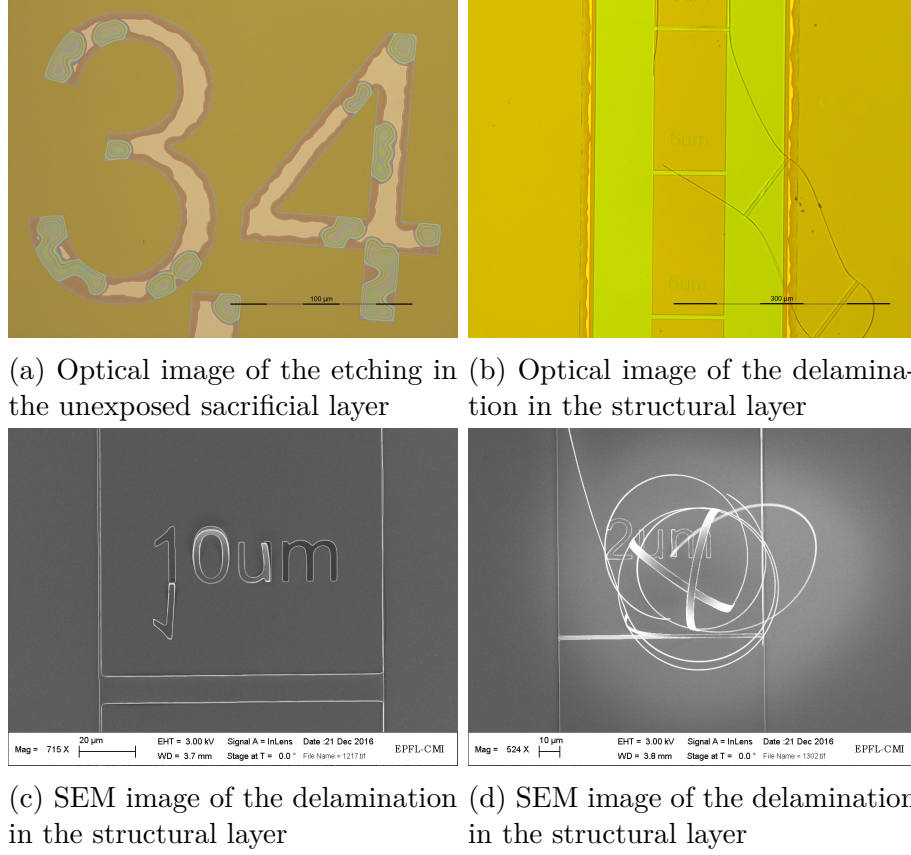 34
100 µm
6um
6um
300 µm
(a) Optical image of the etching in
the unexposed sacrificial layer
(b) Optical image of the delamina-
tion in the structural layer
10um
20 µm
Mag = 715 X
EHT = 3.00 kV
WD = 3.7 mm
Signal A = InLens
Stage at T = 0.0 °
Date :21 Dec 2016
File Name = 1217.tif
EPFL-CMI
2um
10 µm
Mag = 524 X
EHT = 3.00 kV
WD = 3.8 mm
Signal A = InLens
Stage at T = 0.0 °
Date :21 Dec 2016
File Name = 1302.tif
EPFL-CMI
(c) SEM image of the delamination
in the structural layer
(d) SEM image of the delamination
in the structural layer